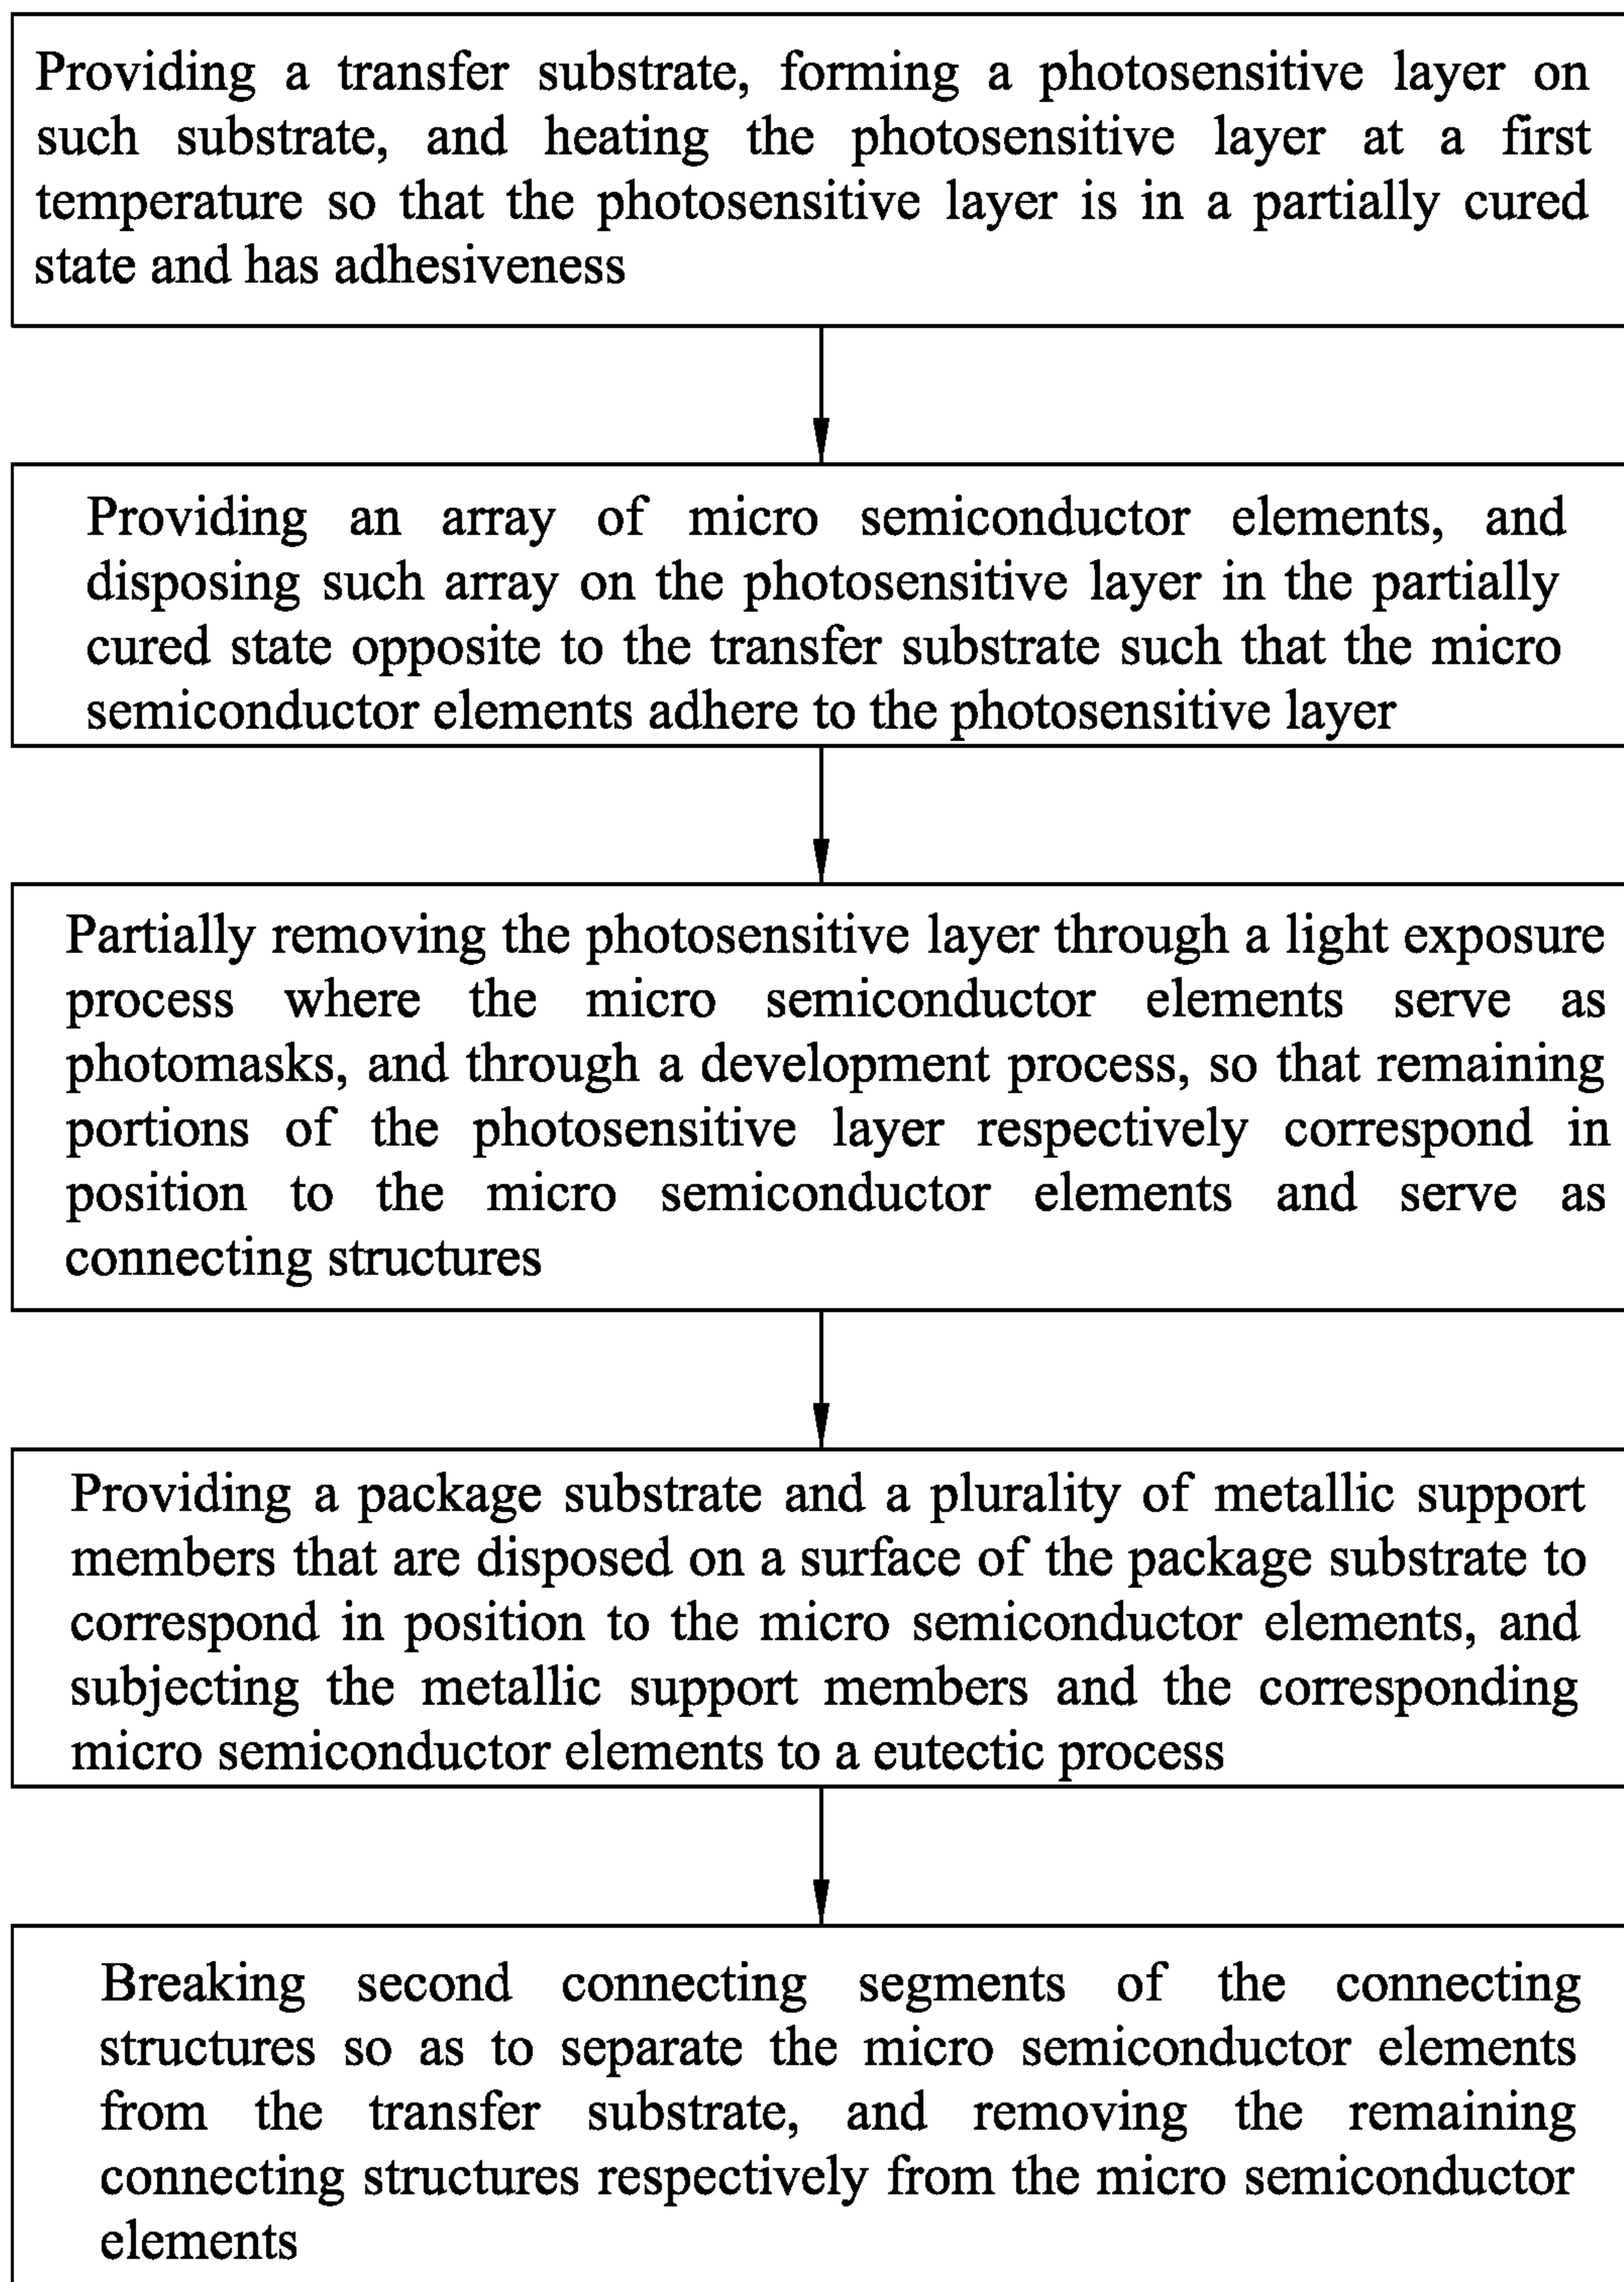 Providing a transfer substrate, forming a photosensitive layer on
such substrate, and heating the photosensitive layer at a first
temperature so that the photosensitive layer is in a partially cured
state and has adhesiveness
Providing an array of micro semiconductor elements, and
disposing such array on the photosensitive layer in the partially
cured state opposite to the transfer substrate such that the micro
semiconductor elements adhere to the photosensitive layer
Partially removing the photosensitive layer through a light exposure
process where the micro semiconductor elements serve as
photomasks, and through a development process, so that remaining
portions of the photosensitive layer respectively correspond in
position to the micro semiconductor elements and serve as
connecting structures
Providing a package substrate and a plurality of metallic support
members that are disposed on a surface of the package substrate to
correspond in position to the micro semiconductor elements, and
subjecting the metallic support members and the corresponding
micro semiconductor elements to a eutectic process
Breaking second connecting segments of the connecting
structures so as to separate the micro semiconductor elements
from the transfer substrate, and removing the remaining
connecting structures respectively from the micro semiconductor
elements